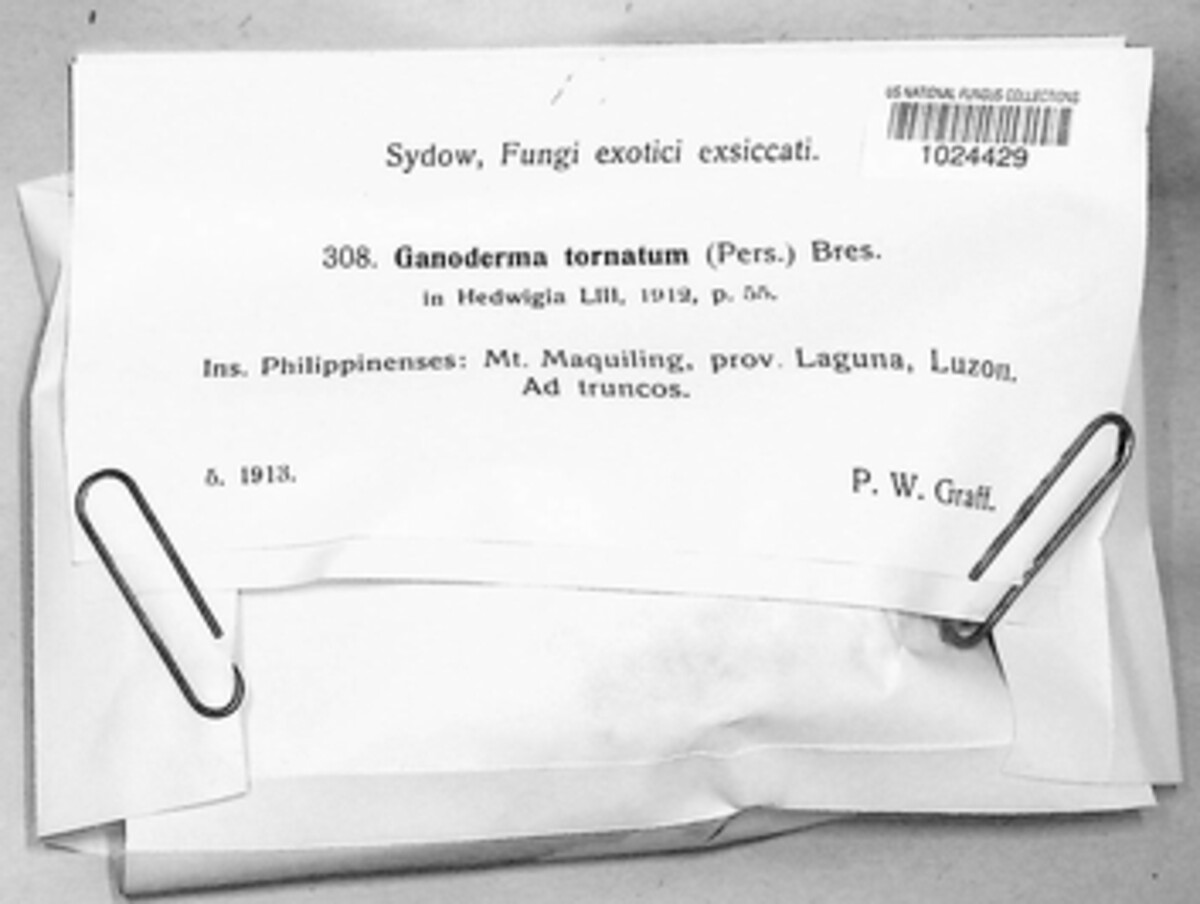 US NATIONAL FUNGUS COLLECTIONS
1024429
Sydow, Fungi exotici exsiccati.
308. Ganoderma tornatum (Pers.) Bres.
in Hedwigia LIII, 1912, p. 55.
Ins. Philippinenses: Mt. Maquiling, prov. Laguna, Luzon.
Ad truncos.
5. 1913.
P. W. Graff.